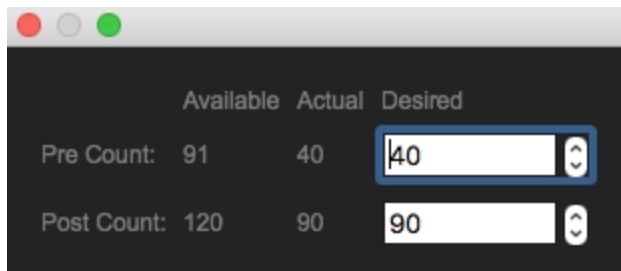 Available Actual Desired
Pre Count: 91 40 40
Post Count: 120 90 90